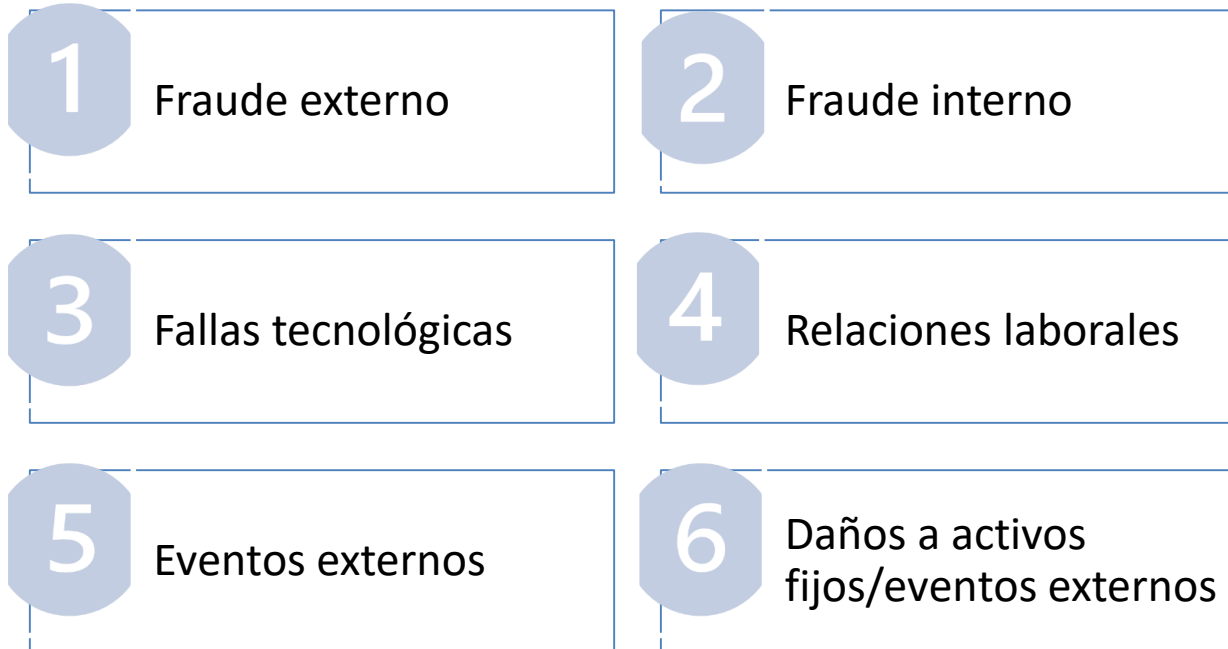 1
Fraude externo
2
Fraude interno
3
Fallas tecnológicas
4
Relaciones laborales
5
Eventos externos
6
Daños a activos
fijos/eventos externos